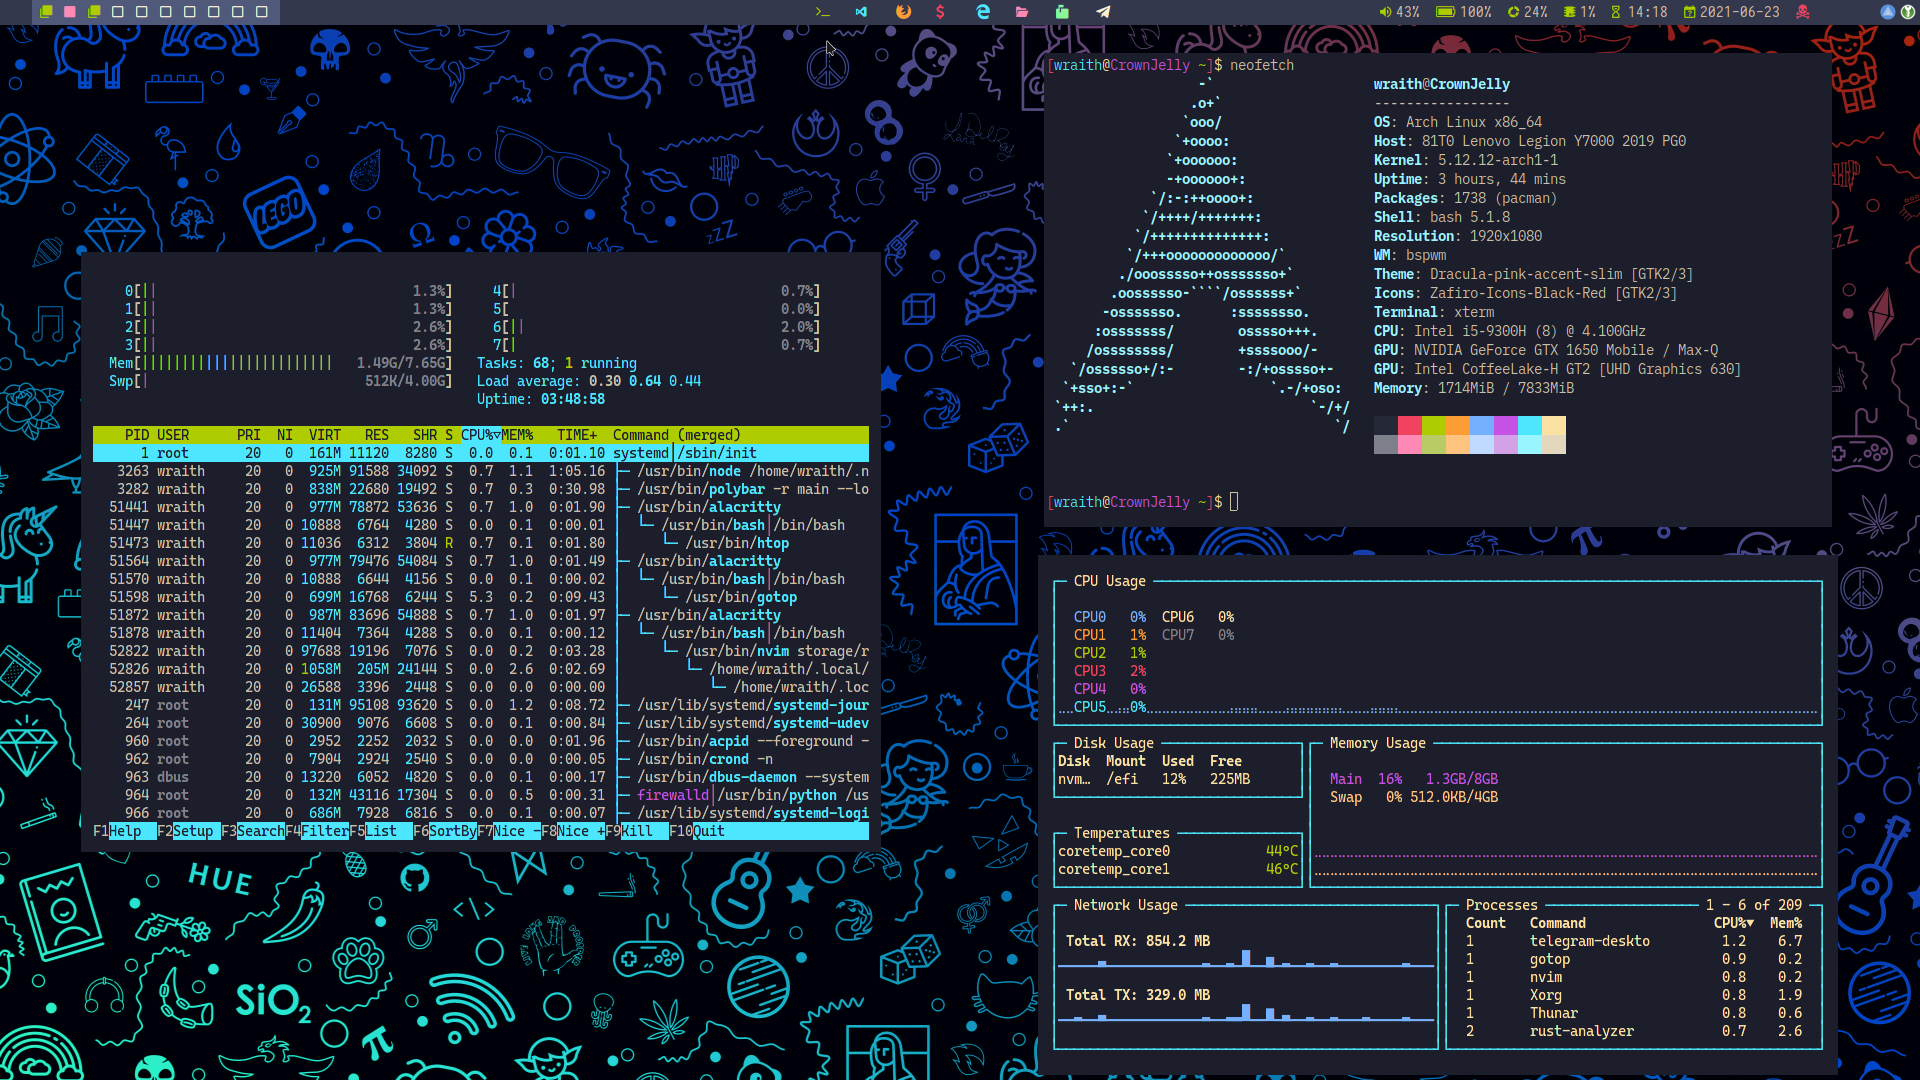 43% 100% 24% 1% 14:18 2021-06-23
LEGO
zzZ
HUE
SiO2
[wraith@CrownJelly ~]$ neofetch
-`
.o+`
`ooo/
`+oooo:
`+oooooo:
-+oooooo+:
`/:-:++oooo+:
`/++++/+++++++:
`/++++++++++++++:
`/+++ooooooooooooo/`
./ooosssso++osssssso+`
.oossssso-````/ossssss+`
-osssssso.      :ssssssso.
:osssssss/        osssso+++.
/ossssssss/        +ssssooo/-
`/ossssso+/:-        -:/+osssso+-
`+sso+:-`                 `.-/+oso:
`++:.                           `-/+/
.`                                 `/
wraith@CrownJelly
-----------------
OS: Arch Linux x86_64
Host: 81T0 Lenovo Legion Y7000 2019 PG0
Kernel: 5.12.12-arch1-1
Uptime: 3 hours, 44 mins
Packages: 1738 (pacman)
Shell: bash 5.1.8
Resolution: 1920x1080
WM: bspwm
Theme: Dracula-pink-accent-slim [GTK2/3]
Icons: Zafiro-Icons-Black-Red [GTK2/3]
Terminal: xterm
CPU: Intel i5-9300H (8) @ 4.100GHz
GPU: NVIDIA GeForce GTX 1650 Mobile / Max-Q
GPU: Intel CoffeeLake-H GT2 [UHD Graphics 630]
Memory: 1714MiB / 7833MiB
[wraith@CrownJelly ~]$
0[|| 1.3%] 4[| 0.7%]
1[|| 1.3%] 5[ 0.0%]
2[|| 2.6%] 6[|| 2.0%]
3[|| 2.6%] 7[| 0.7%]
Mem[|||||||||||||||||||||||| 1.49G/7.65G] Tasks: 68; 1 running
Swp[| 512K/4.00G] Load average: 0.30 0.64 0.44
Uptime: 03:48:58
PID USER PRI NI VIRT RES SHR S CPU%▽MEM% TIME+ Command (merged)
1 root 20 0 161M 11120 8280 S 0.0 0.1 0:01.10 systemd│/sbin/init
3263 wraith 20 0 925M 91588 34092 S 0.7 1.1 1:05.16 ├─ /usr/bin/node /home/wraith/.n
3282 wraith 20 0 838M 22680 19492 S 0.7 0.3 0:30.98 ├─ /usr/bin/polybar -r main --lo
51441 wraith 20 0 977M 78872 53636 S 0.7 1.0 0:01.90 ├─ /usr/bin/alacritty
51447 wraith 20 0 10888 6764 4280 S 0.0 0.1 0:00.01 │ └─ /usr/bin/bash│/bin/bash
51473 wraith 20 0 11036 6312 3804 R 0.7 0.1 0:01.80 │ └─ /usr/bin/htop
51564 wraith 20 0 977M 79476 54084 S 0.7 1.0 0:01.49 ├─ /usr/bin/alacritty
51570 wraith 20 0 10888 6644 4156 S 0.0 0.1 0:00.02 │ └─ /usr/bin/bash│/bin/bash
51598 wraith 20 0 699M 16768 6244 S 5.3 0.2 0:09.43 │ └─ /usr/bin/gotop
51872 wraith 20 0 987M 83696 54888 S 0.7 1.0 0:01.97 ├─ /usr/bin/alacritty
51878 wraith 20 0 11404 7364 4288 S 0.0 0.1 0:00.12 │ └─ /usr/bin/bash│/bin/bash
52822 wraith 20 0 97688 19196 7076 S 0.0 0.2 0:03.28 │ └─ /usr/bin/nvim storage/r
52826 wraith 20 0 1058M 205M 24144 S 0.0 2.6 0:02.69 │ └─ /home/wraith/.local/
52857 wraith 20 0 26588 3396 2448 S 0.0 0.0 0:00.00 │ └─ /home/wraith/.loc
247 root 20 0 131M 95108 93620 S 0.0 1.2 0:08.72 ├─ /usr/lib/systemd/systemd-jour
264 root 20 0 30900 9076 6608 S 0.0 0.1 0:00.84 ├─ /usr/lib/systemd/systemd-udev
960 root 20 0 2952 2252 2032 S 0.0 0.0 0:01.96 ├─ /usr/bin/acpid --foreground -
962 root 20 0 7904 2924 2540 S 0.0 0.0 0:00.05 ├─ /usr/bin/crond -n
963 dbus 20 0 13220 6052 4820 S 0.0 0.1 0:00.17 ├─ /usr/bin/dbus-daemon --system
964 root 20 0 132M 43116 17304 S 0.0 0.5 0:00.31 ├─ firewalld│/usr/bin/python /us
966 root 20 0 686M 7928 6816 S 0.0 0.1 0:00.07 ├─ /usr/lib/systemd/systemd-logi
F1Help F2Setup F3SearchF4FilterF5List F6SortByF7Nice -F8Nice +F9Kill F10Quit
CPU Usage
CPU0 0% CPU6 0%
CPU1 1% CPU7 0%
CPU2 1%
CPU3 2%
CPU4 0%
CPU5 0%
Disk Usage
Disk Mount Used Free
nvm… /efi 12% 225MB
Memory Usage
Main 16% 1.3GB/8GB
Swap 0% 512.0KB/4GB
Temperatures
coretemp_core0 44°C
coretemp_core1 46°C
Network Usage
Total RX: 854.2 MB
Total TX: 329.0 MB
Processes 1 - 6 of 209
Count Command CPU%▼ Mem%
1 telegram-deskto 1.2 6.7
1 gotop 0.9 0.2
1 nvim 0.8 0.2
1 Xorg 0.8 1.9
1 Thunar 0.8 0.6
2 rust-analyzer 0.7 2.6